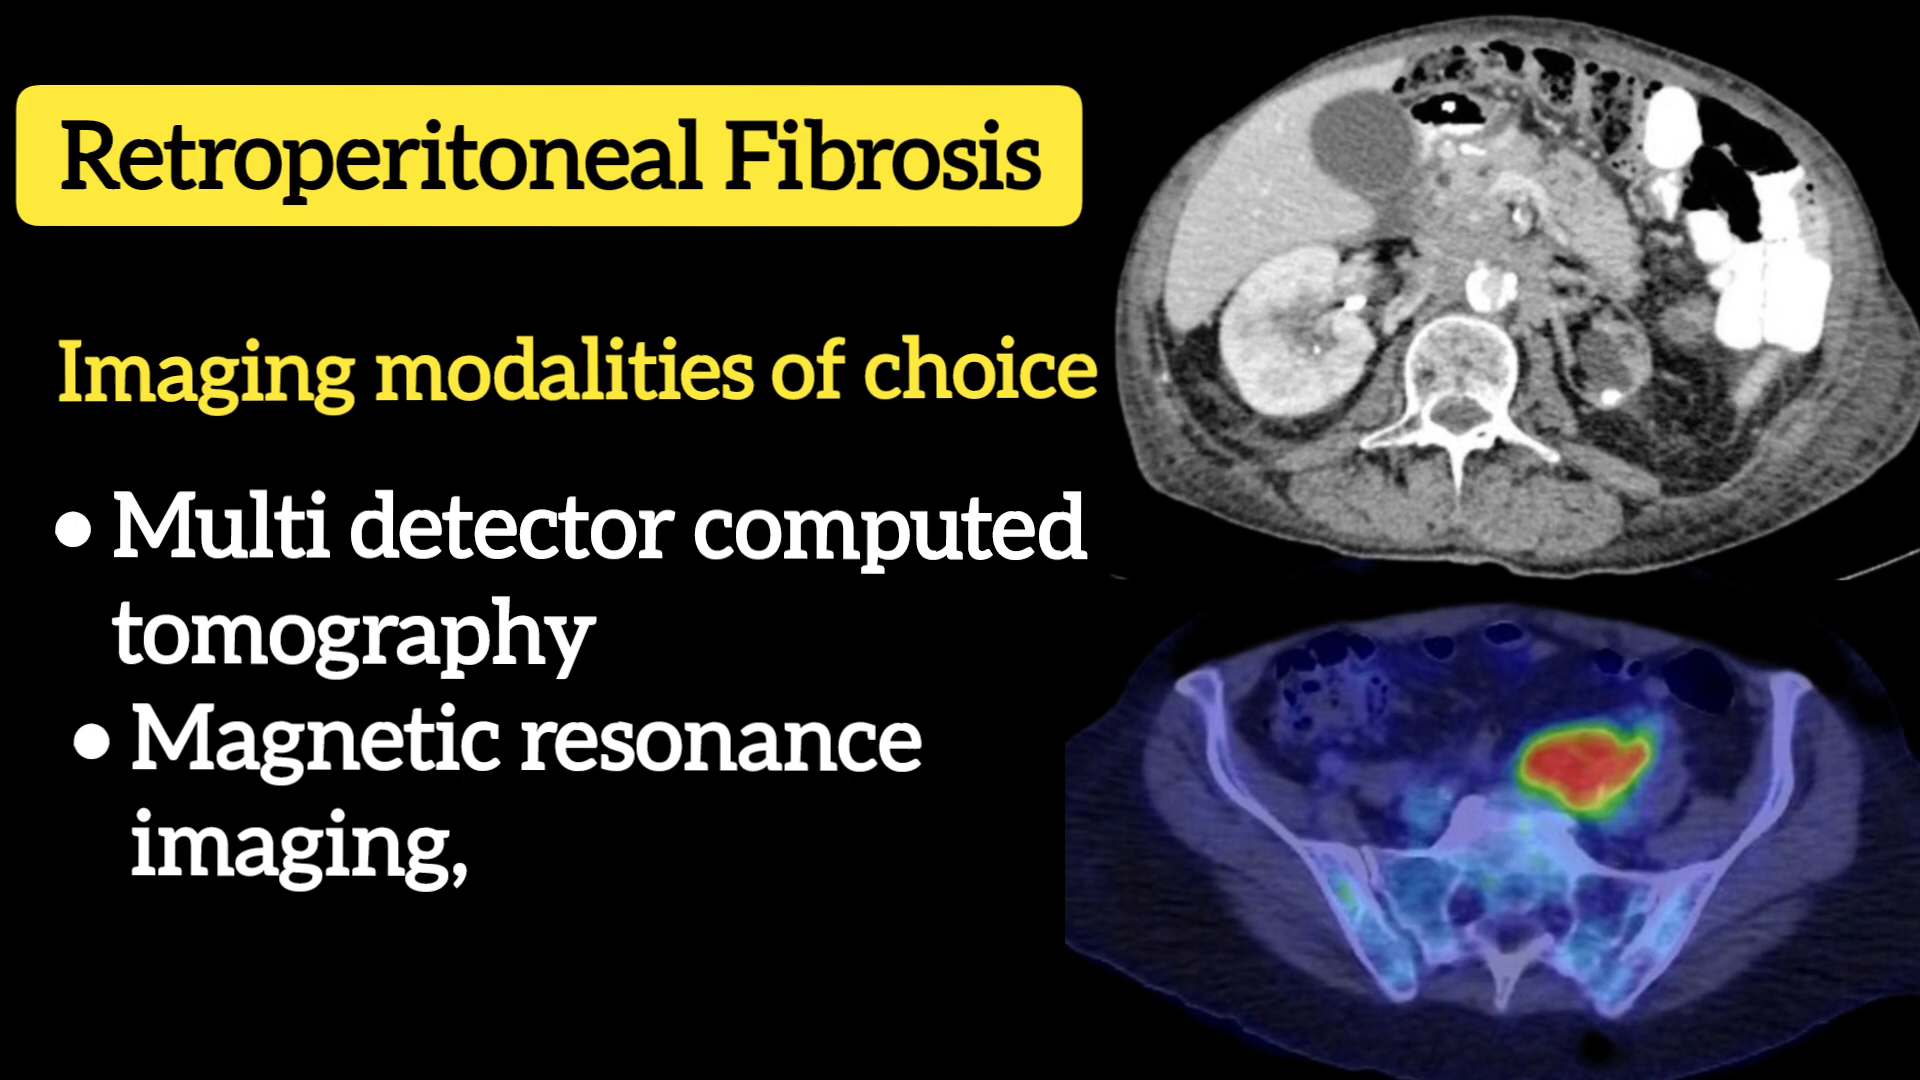 Retroperitoneal Fibrosis
Imaging modalities of choice
• Multi detector computed
tomography
• Magnetic resonance
imaging,